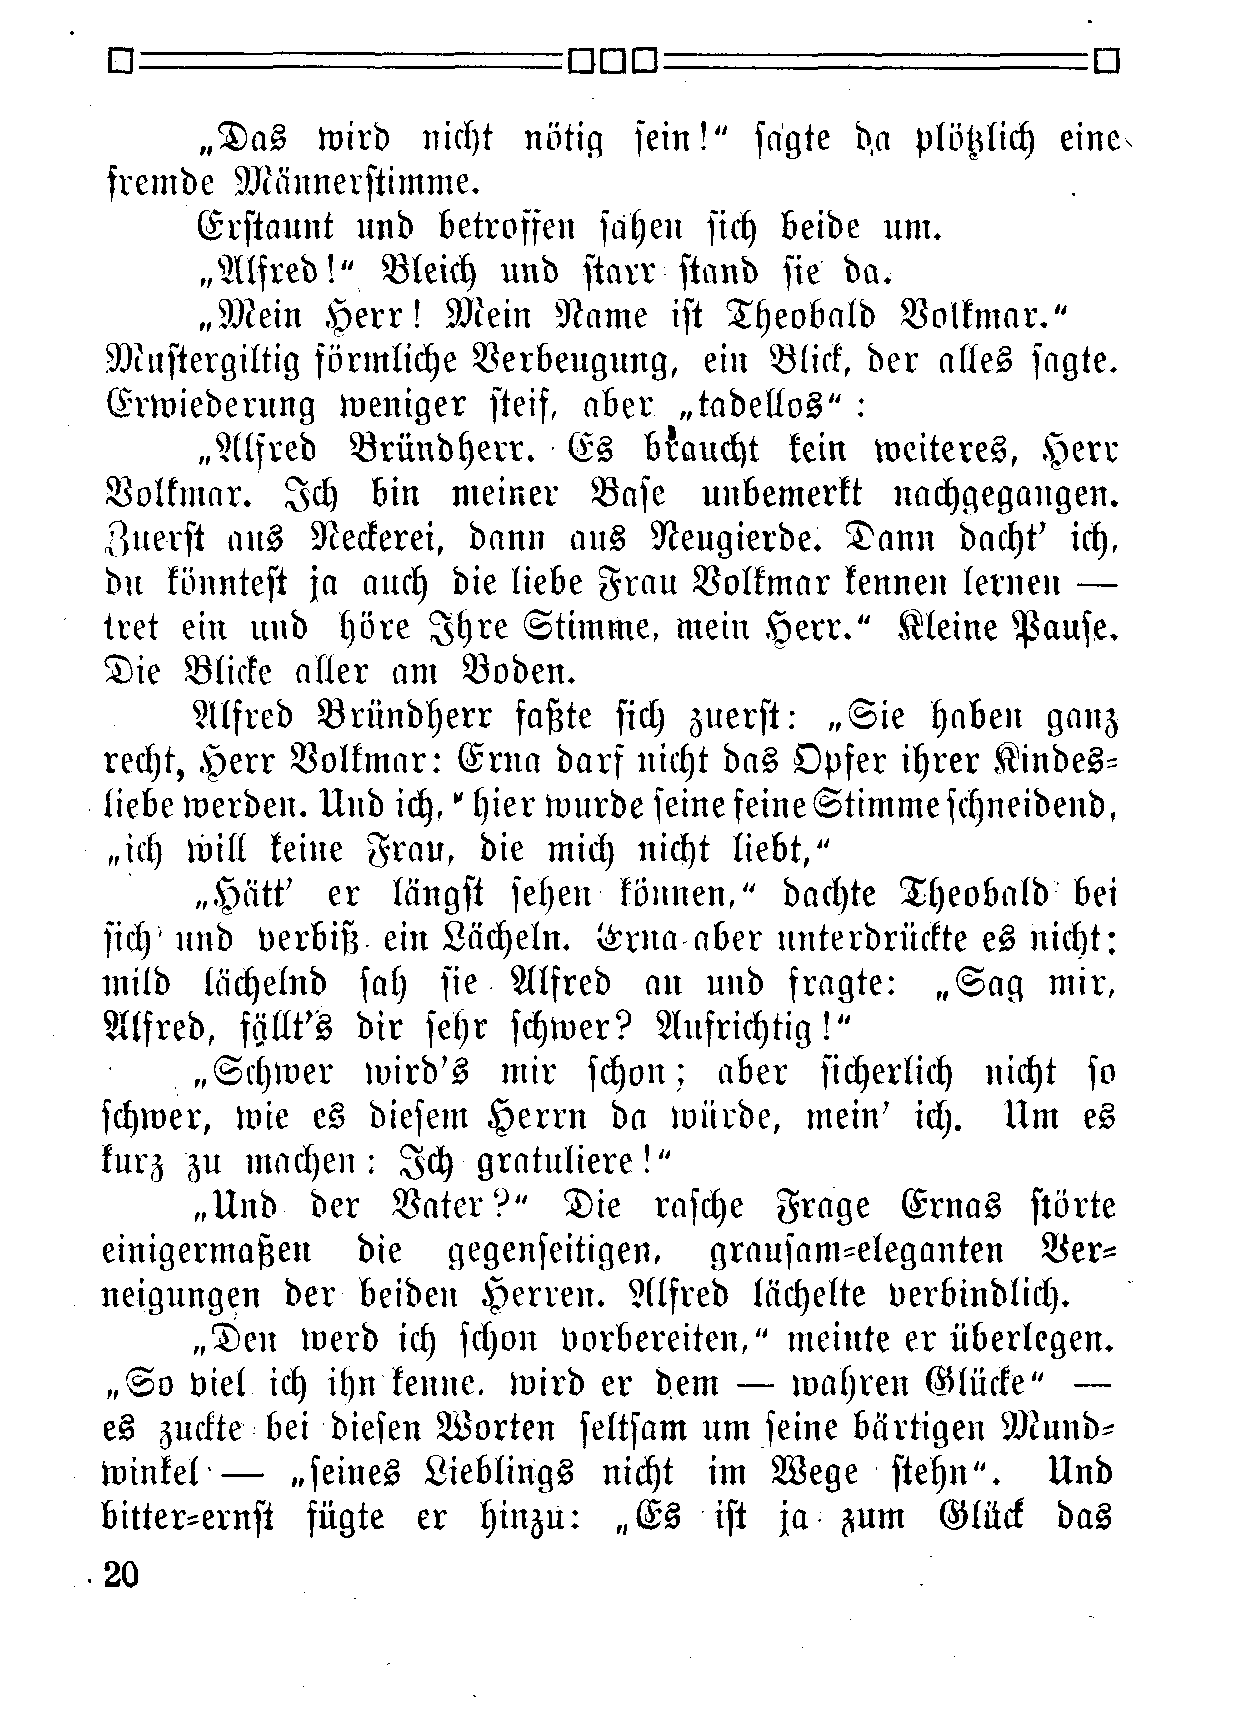 „Das wird nicht nötig sein!“ sagte da plötzlich eine
fremde Männerstimme.
Erstaunt und betroffen sahen sich beide um.
„Alfred!“ Bleich und starr stand sie da.
„Mein Herr! Mein Name ist Theobald Volkmar.“
Mustergiltig förmliche Verbeugung, ein Blick, der alles sagte.
Erwiederung weniger steif, aber „tadellos“ :
„Alfred Bründherr. Es braucht kein weiteres, Herr
Volkmar. Ich bin meiner Base unbemerkt nachgegangen.
Zuerst aus Neckerei, dann aus Neugierde. Dann dacht' ich,
du könntest ja auch die liebe Frau Volkmar kennen lernen —
tret ein und höre Ihre Stimme, mein Herr.“ Kleine Pause.
Die Blicke aller am Boden.
Alfred Bründherr faßte sich zuerst: „Sie haben ganz
recht, Herr Volkmar: Erna darf nicht das Opfer ihrer Kindes-
liebe werden. Und ich,“ hier wurde seine feine Stimme schneidend,
„ich will keine Frau, die mich nicht liebt,“
„Hätt' er längst sehen können,“ dachte Theobald bei
sich und verbiß ein Lächeln. Erna aber unterdrückte es nicht:
mild lächelnd sah sie Alfred an und fragte: „Sag mir,
Alfred, fällt's dir sehr schwer? Aufrichtig!“
„Schwer wird's mir schon; aber sicherlich nicht so
schwer, wie es diesem Herrn da würde, mein' ich. Um es
kurz zu machen: Ich gratuliere!“
„Und der Vater?“ Die rasche Frage Ernas störte
einigermaßen die gegenseitigen, grausam-eleganten Ver-
neigungen der beiden Herren. Alfred lächelte verbindlich.
„Den werd ich schon vorbereiten,“ meinte er überlegen.
„So viel ich ihn kenne, wird er dem — wahren Glücke“ —
es zuckte bei diesen Worten seltsam um seine bärtigen Mund-
winkel — „seines Lieblings nicht im Wege stehn“. Und
bitter-ernst fügte er hinzu: „Es ist ja zum Glück das
20